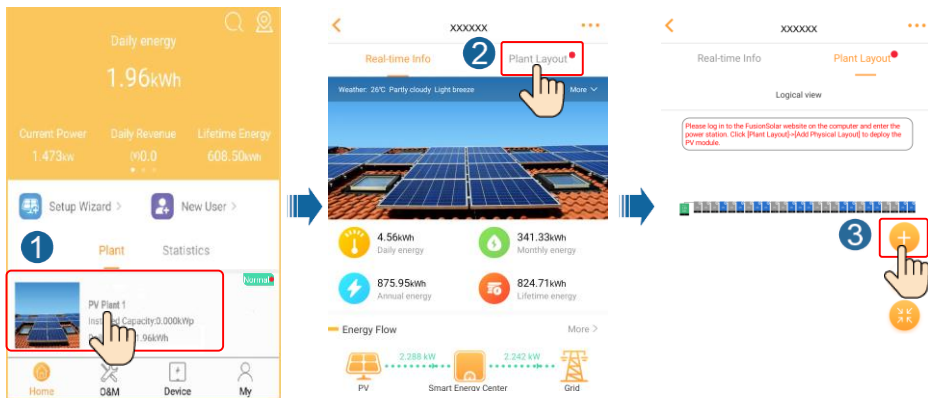 Daily energy
1.96kWh
Current Power
Daily Revenue
Lifetime Energy
1.473kW
(¥)0.0
608.50kWh
Setup Wizard >
New User >
1
Plant
Statistics
Normal
PV Plant 1
Installed Capacity:0.000kWp
1.96kWh
Home
O&M
Device
My
xxxxxx
Real-time Info
2
Plant Layout
Weather: 26℃ Partly cloudy Light breeze
More
4.56kWh
Daily energy
341.33kWh
Monthly energy
875.95kWh
Annual energy
824.71kWh
Lifetime energy
Energy Flow
More >
2.288 kW
2.242 kW
PV
Smart Energy Center
Grid
xxxxxx
Real-time Info
Plant Layout
Logical view
Please log in to the FusionSolar website on the computer and enter the
power station. Click [Plant Layout]>[Add Physical Layout] to deploy the
PV module.
3